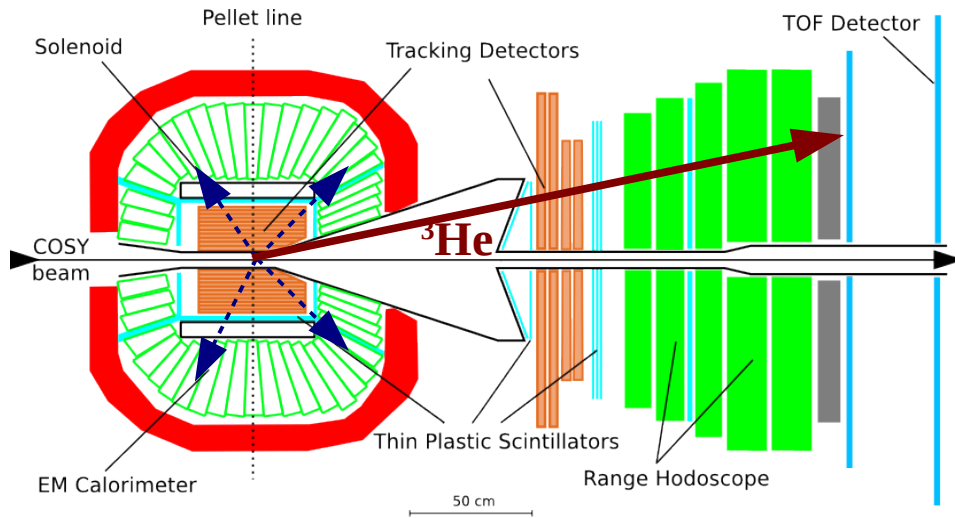 Pellet line
TOF Detector
Solenoid
Tracking Detectors
³He
COSY
beam
Thin Plastic Scintillators
Range Hodoscope
EM Calorimeter
50 cm